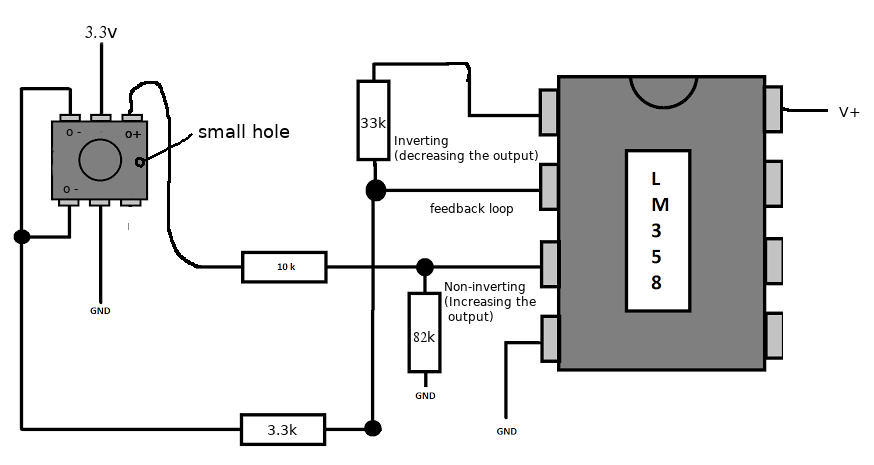 3.3V
V+
o -
o+
small hole
33k
Inverting
(decreasing the output)
L
M
3
5
8
o -
feedback loop
10 k
Non-inverting
(Increasing the
output)
GND
82k
GND
3.3k
GND